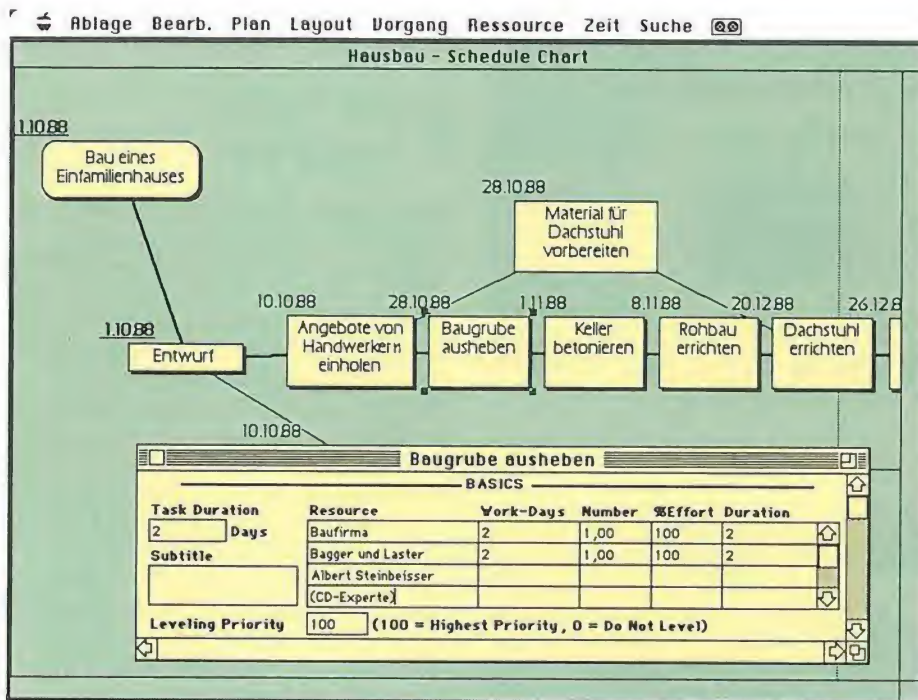 Ablage Bearb. Plan Layout Vorgang Ressource Zeit Suche
Hausbau - Schedule Chart
1.10.88
Bau eines
Einfamilienhauses
28.10.88
Material für
Dachstuhl
vorbereiten
10.10.88 28.10.88 1.11.88 8.11.88 20.12.88 26.12.8
1.10.88
Entwurf
Angebote von
Handwerkern
einholen
Baugrube
ausheben
Keller
betonieren
Rohbau
errichten
Dachstuhl
errichten
10.10.88
Baugrube ausheben
BASICS
Task Duration
2 Days
Subtitle
Resource Work-Days Number %Effort Duration
Baufirma 2 1,00 100 2
Bagger und Laster 2 1,00 100 2
Albert Steinbeisser
(CD-Experte)
Leveling Priority 100 (100 = Highest Priority, 0 = Do Not Level)